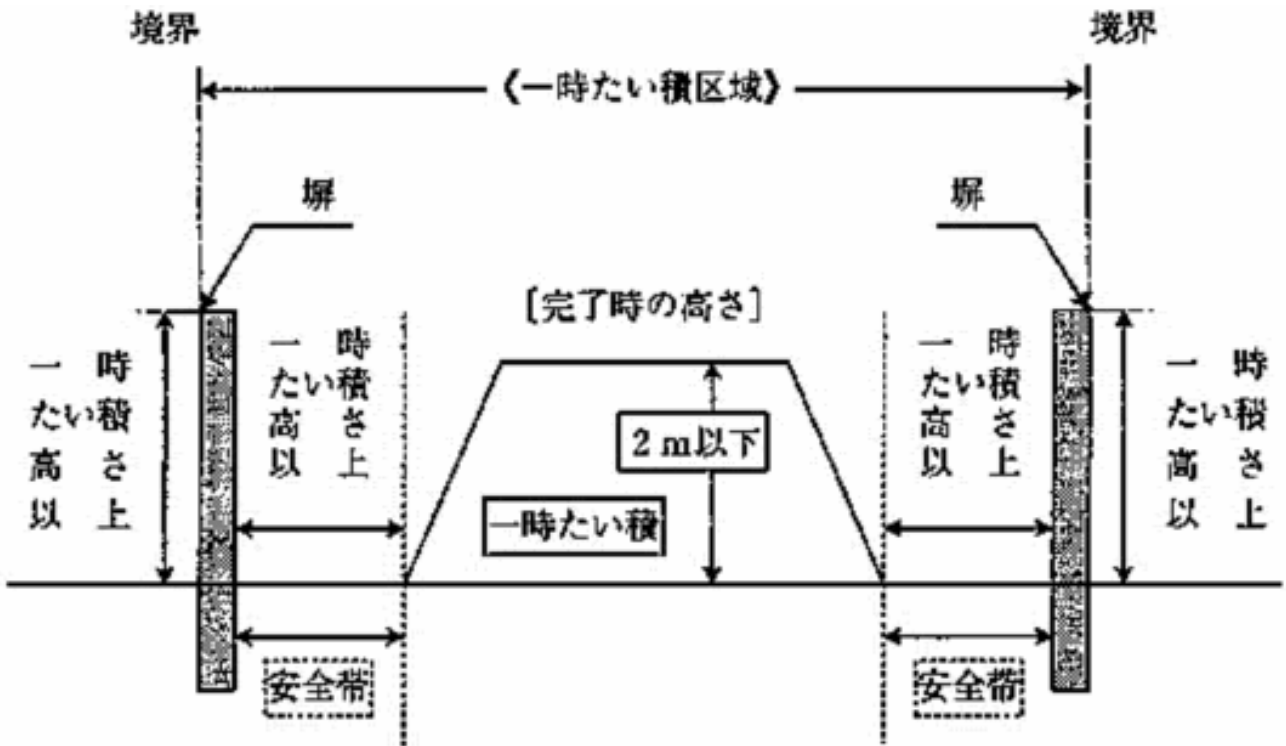 境界
境界
《一時たい積区域》
塀
塀
［完了時の高さ］
一時
たい積
高さ
以上
一時
たい積
高さ
以上
2m以下
一時たい積
一時
たい積
高さ
以上
一時
たい積
高さ
以上
安全帯
安全帯